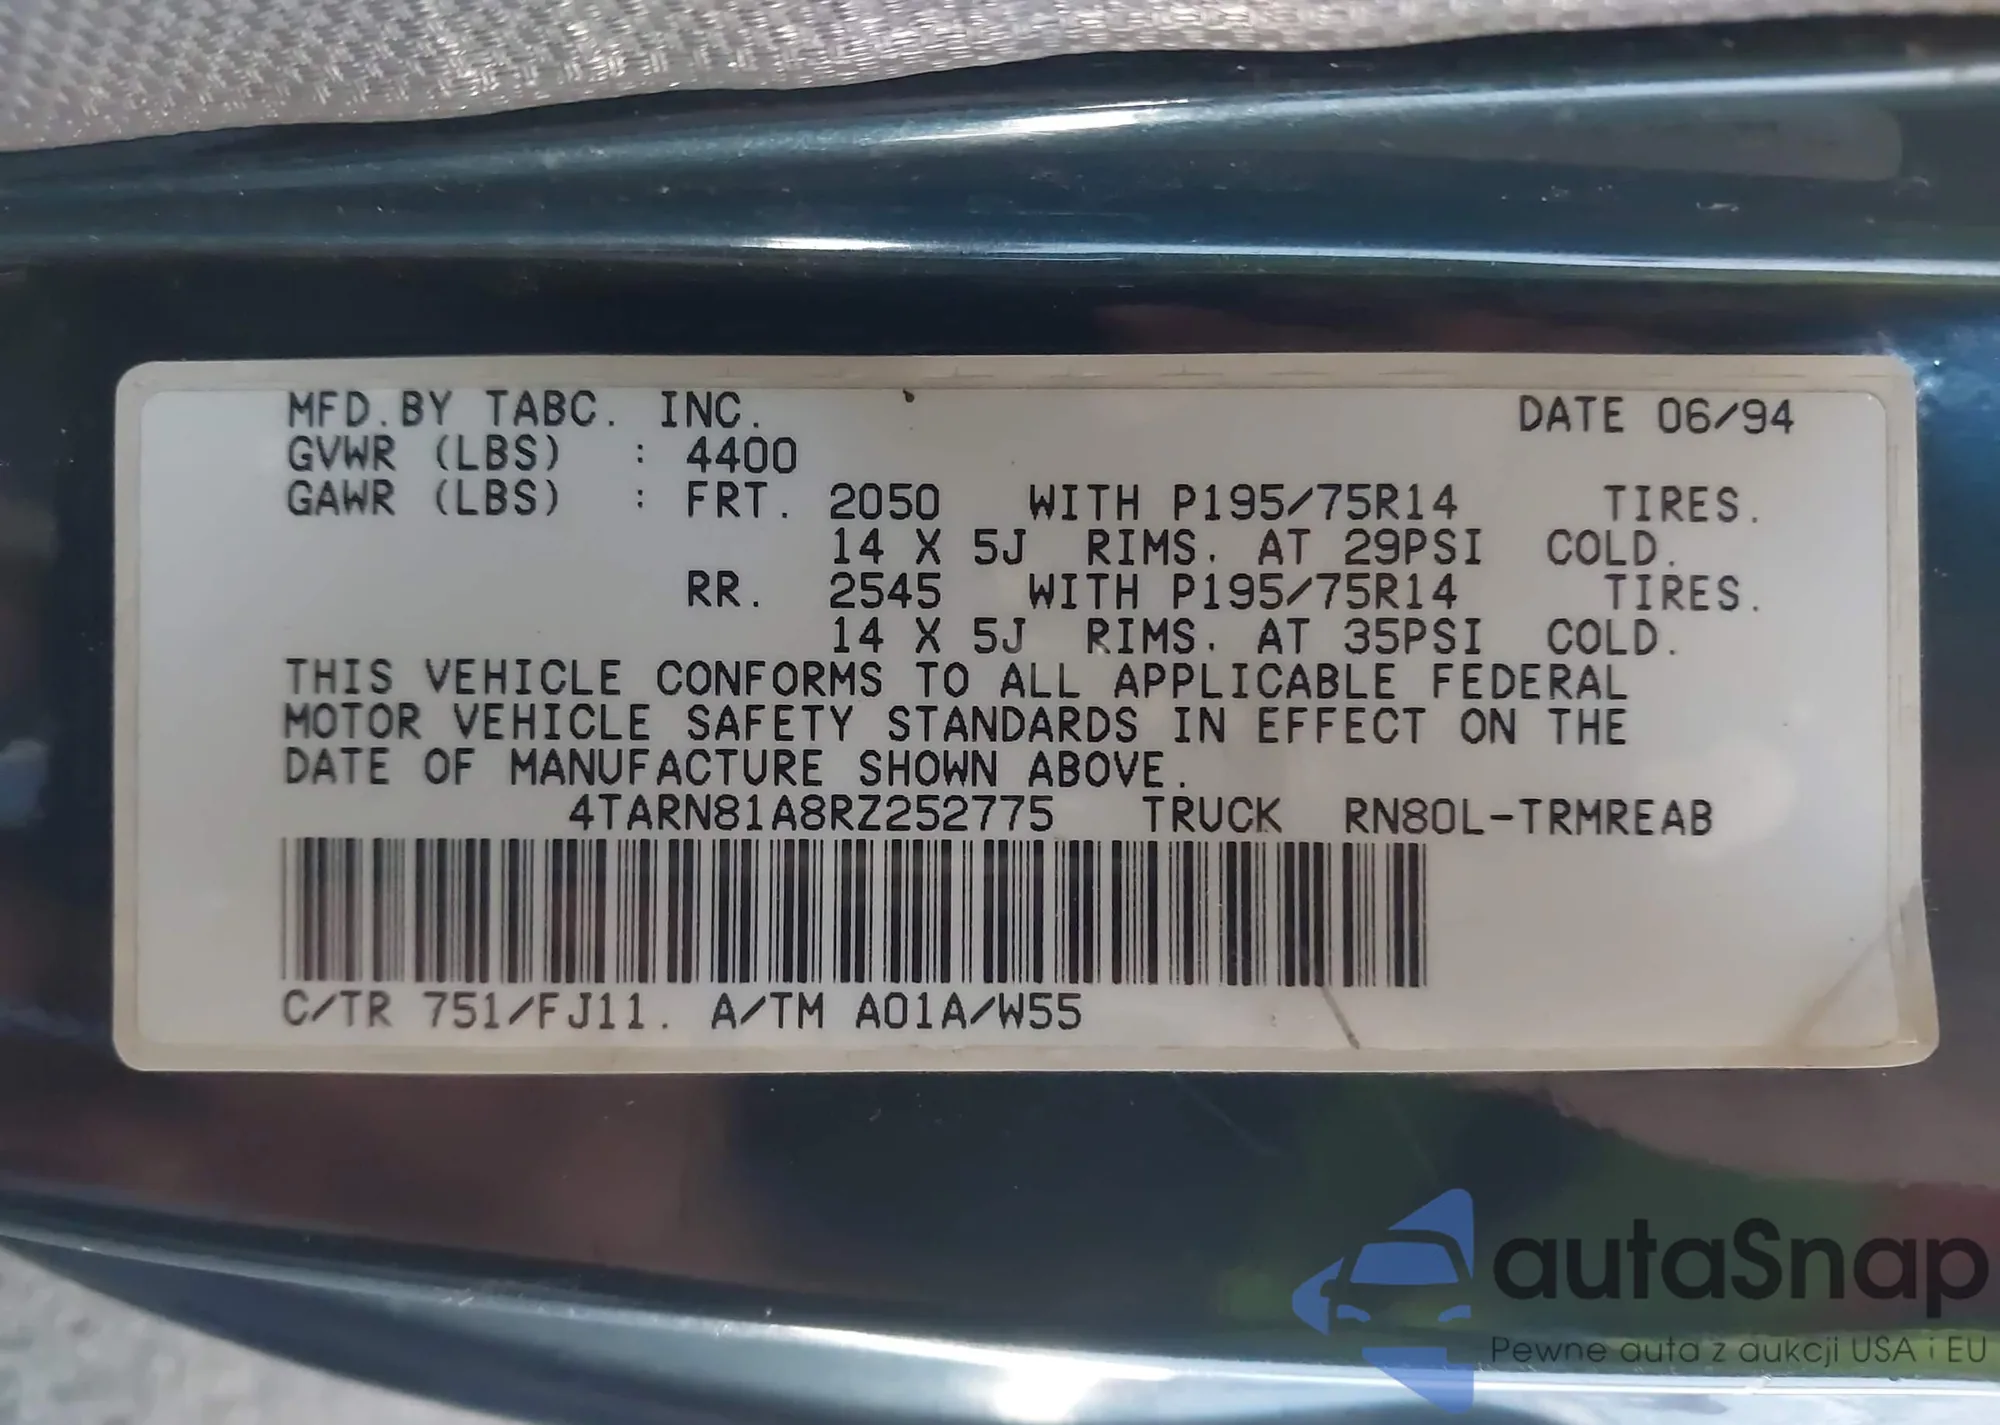 MFD.BY TABC. INC. DATE 06/94
GVWR (LBS) : 4400
GAWR (LBS) : FRT. 2050 WITH P195/75R14 TIRES.
14 X 5J RIMS. AT 29PSI COLD.
RR. 2545 WITH P195/75R14 TIRES.
14 X 5J RIMS. AT 35PSI COLD.
THIS VEHICLE CONFORMS TO ALL APPLICABLE FEDERAL
MOTOR VEHICLE SAFETY STANDARDS IN EFFECT ON THE
DATE OF MANUFACTURE SHOWN ABOVE.
4TARN81A8RZ252775 TRUCK RN80L-TRMREAB
C/TR 751/FJ11. A/TM A01A/W55
autaSnap
Pewne auta z aukcji USA i EU